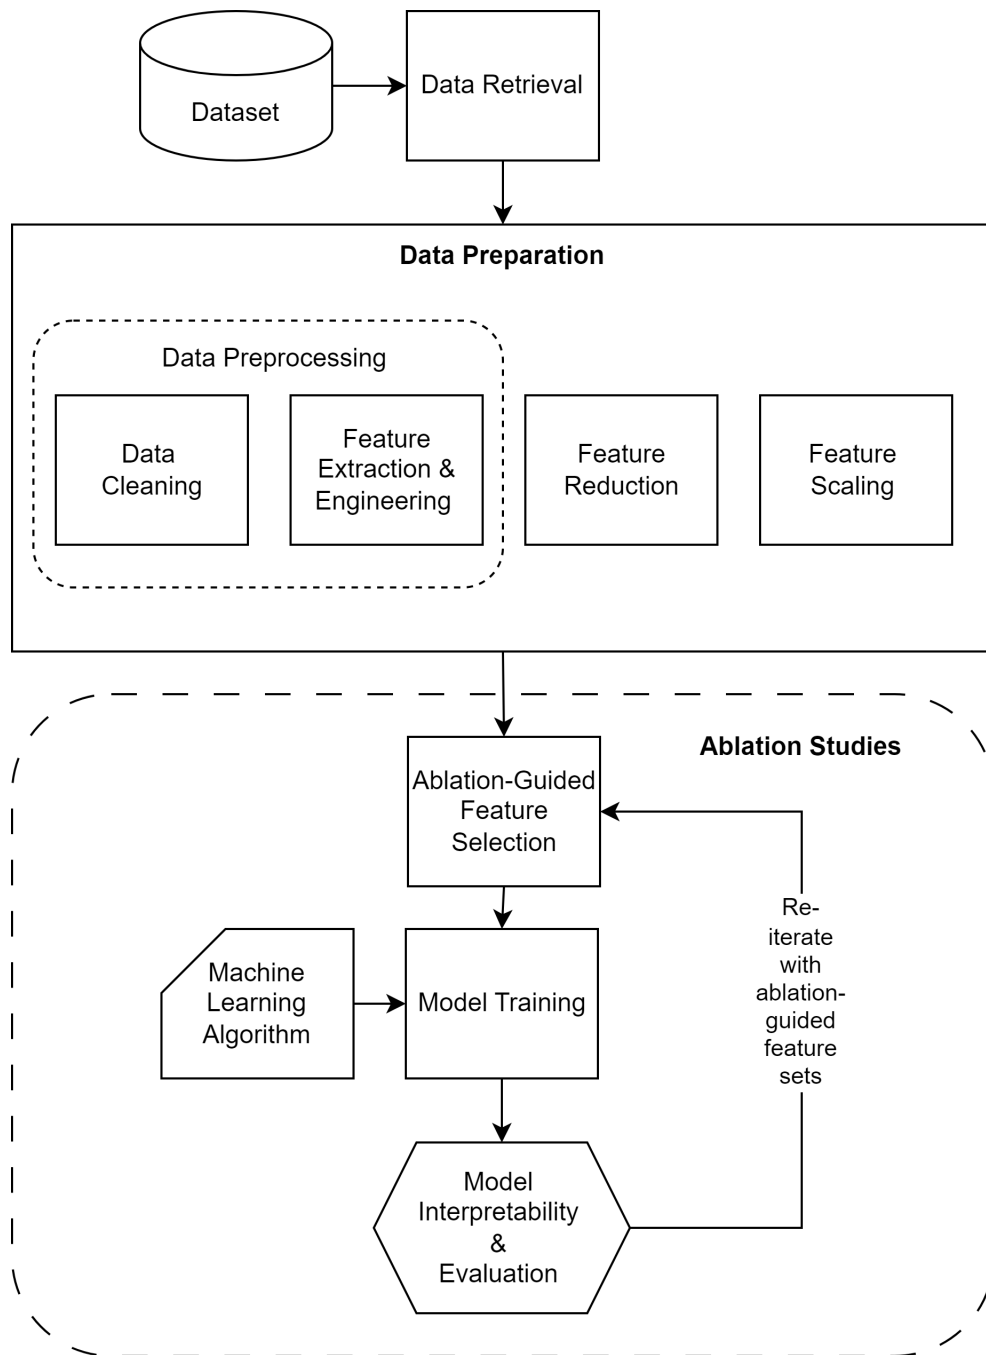 Dataset
Data Retrieval
Data Preparation
Data Preprocessing
Data
Cleaning
Feature
Extraction &
Engineering
Feature
Reduction
Feature
Scaling
Ablation Studies
Ablation-Guided
Feature
Selection
Machine
Learning
Algorithm
Model Training
Re-
iterate
with
ablation-
guided
feature
sets
Model
Interpretability
&
Evaluation